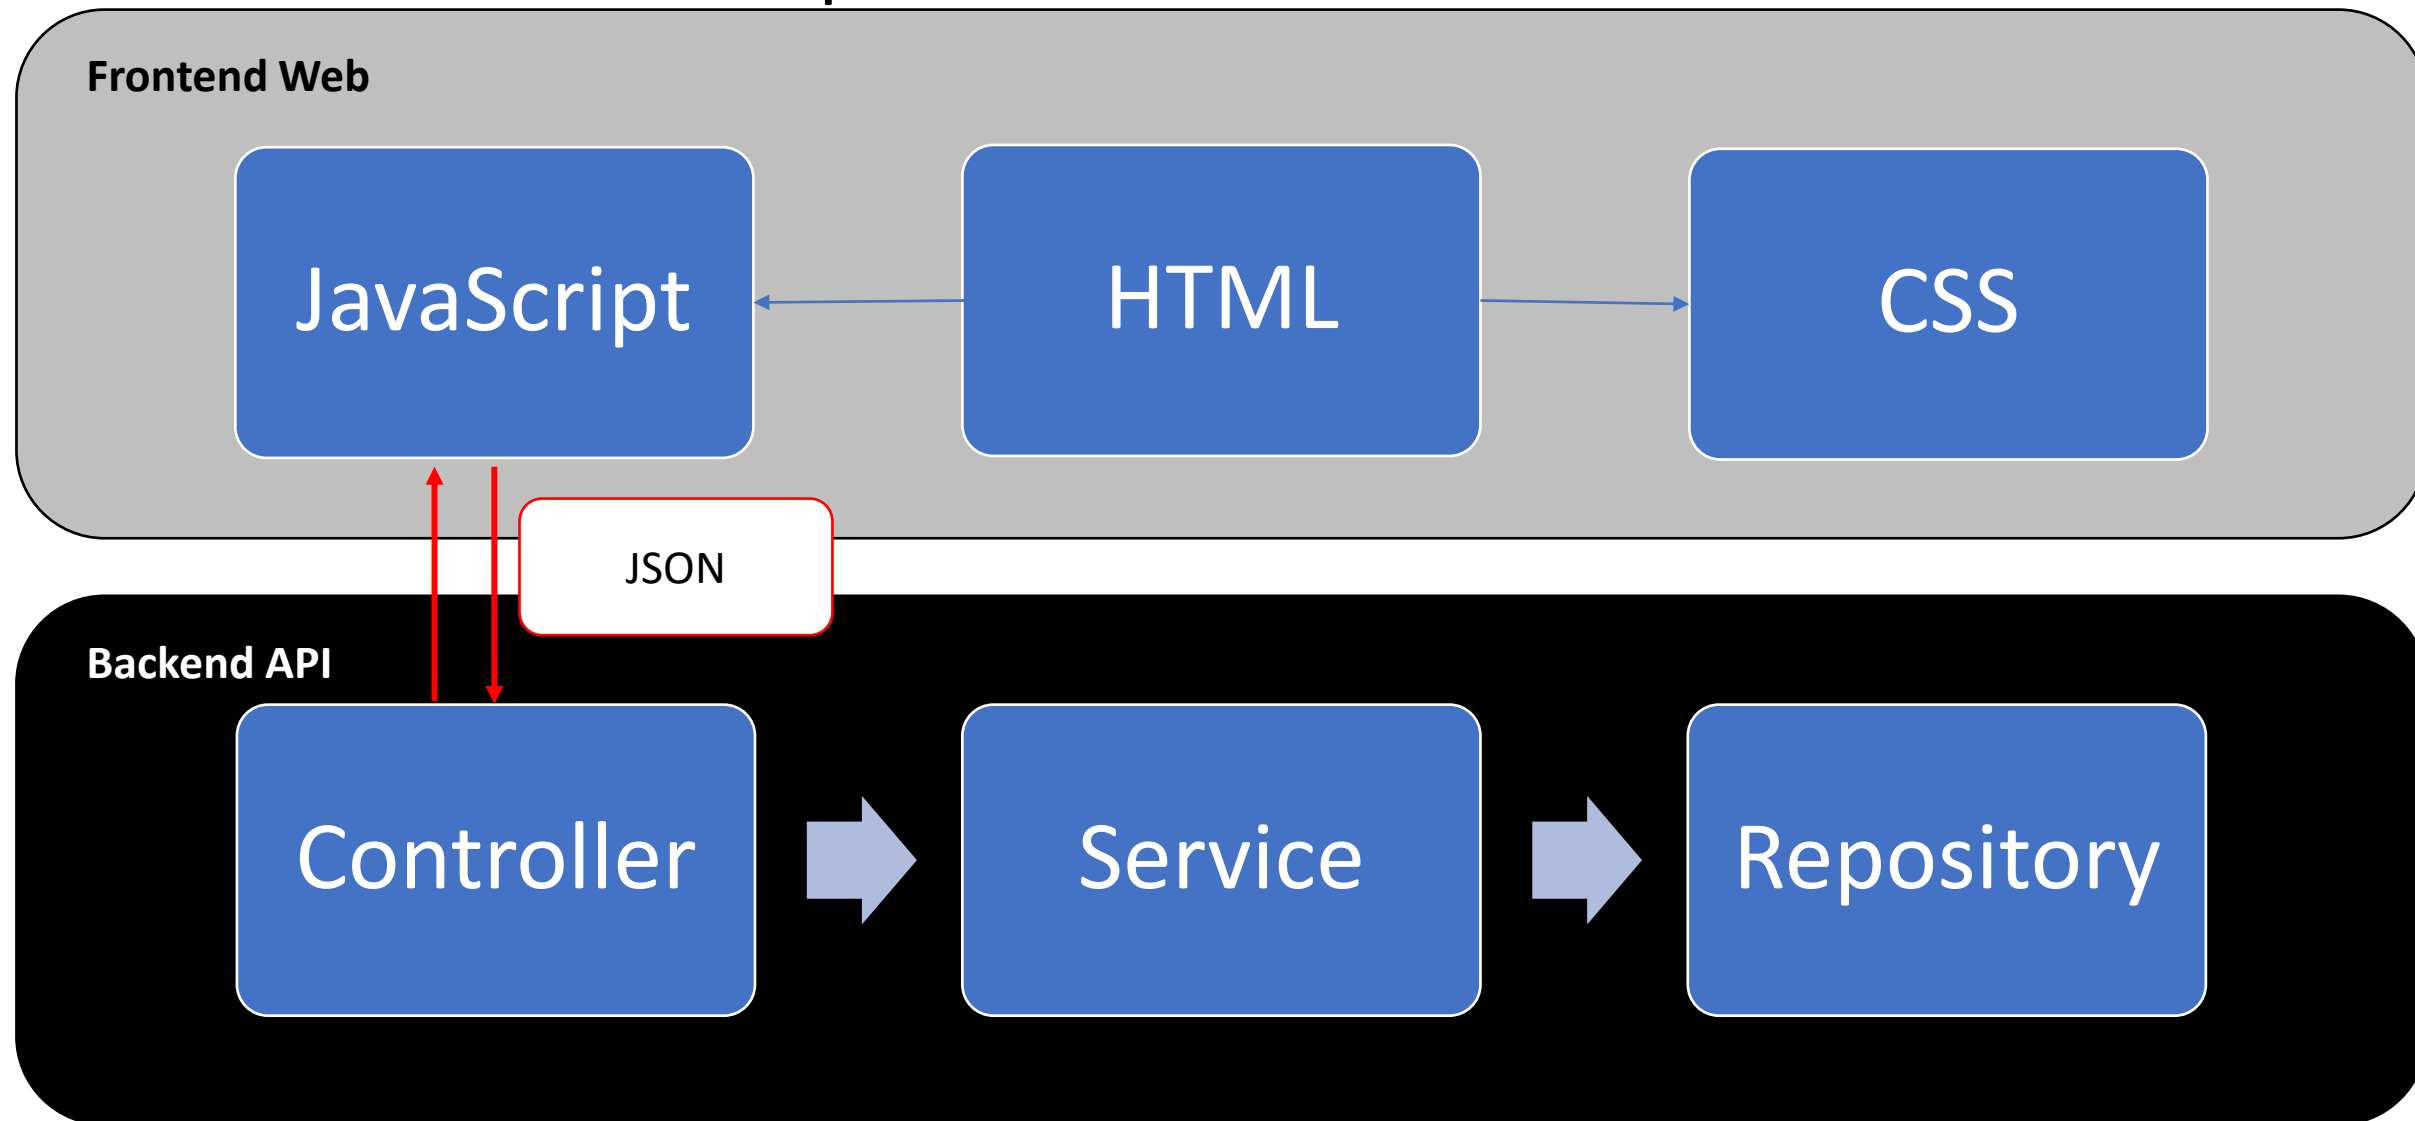 Frontend Web
JavaScript
HTML
CSS
JSON
Backend API
Controller
Service
Repository